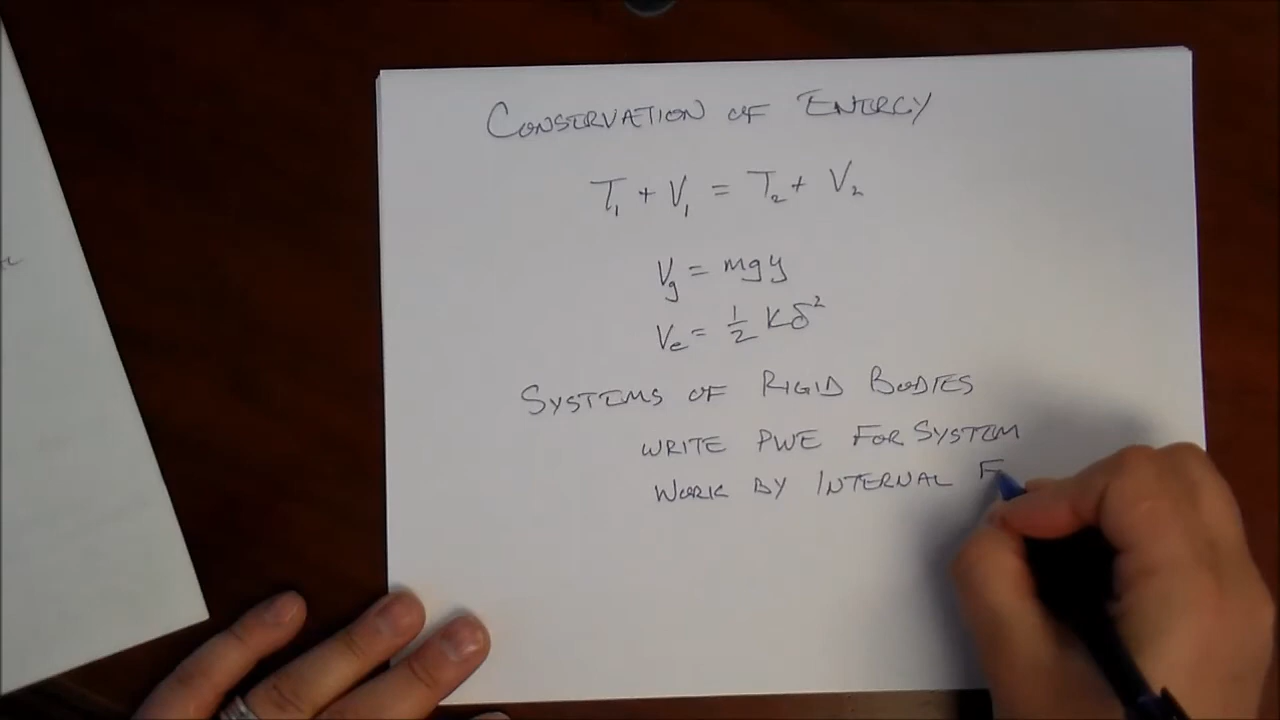 CONSERVATION OF ENERGY
T₁ + V₁ = T₂ + V₂
Vg = mgy
Ve = 1/2 Kδ²
SYSTEMS OF RIGID BODIES
WRITE PWE FOR SYSTEM
WORK BY INTERNAL F